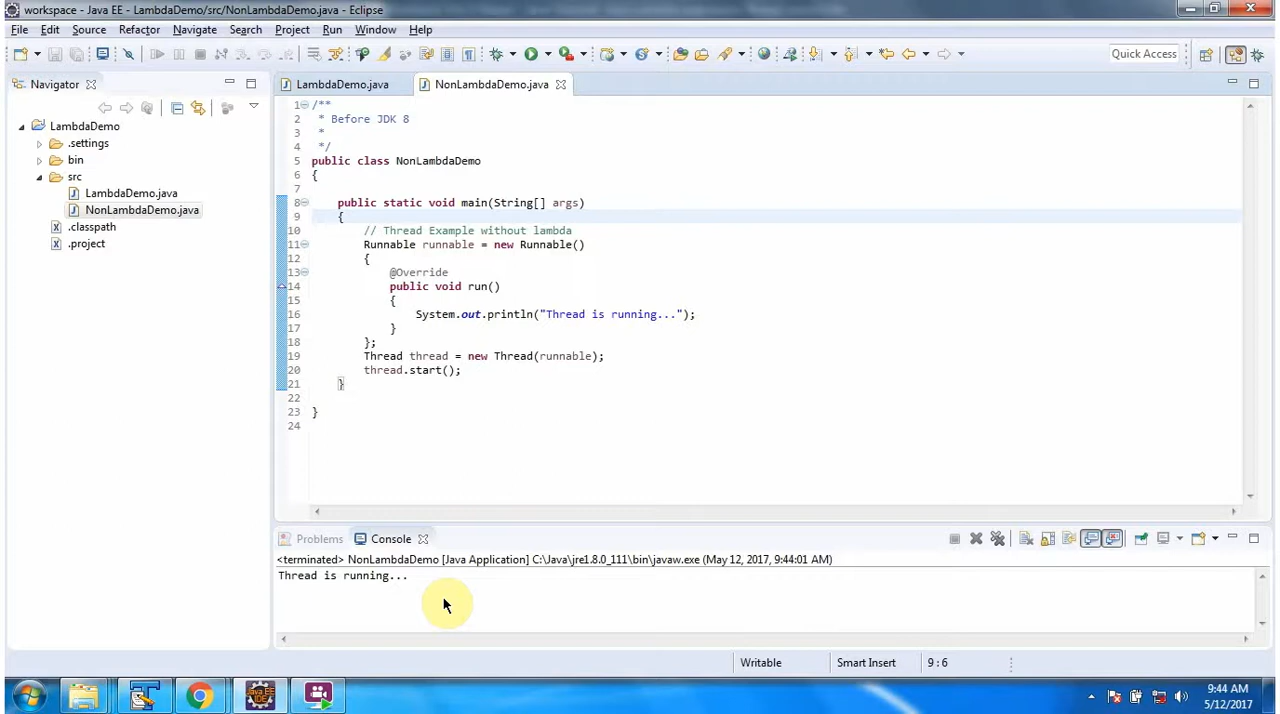 workspace - Java EE - LambdaDemo/src/NonLambdaDemo.java - Eclipse
File Edit Source Refactor Navigate Search Project Run Window Help
Quick Access
Navigator
LambdaDemo
.settings
bin
src
LambdaDemo.java
NonLambdaDemo.java
.classpath
.project
LambdaDemo.java NonLambdaDemo.java
1 /**
2 * Before JDK 8
3 *
4 */
5 public class NonLambdaDemo
6 {
7
8 public static void main(String[] args)
9 {
10 // Thread Example without lambda
11 Runnable runnable = new Runnable()
12 {
13 @Override
14 public void run()
15 {
16 System.out.println("Thread is running...");
17 }
18 };
19 Thread thread = new Thread(runnable);
20 thread.start();
21 }
22
23 }
24
Problems Console
<terminated> NonLambdaDemo [Java Application] C:\Java\jre1.8.0_111\bin\javaw.exe (May 12, 2017, 9:44:01 AM)
Thread is running...
Writable Smart Insert 9 : 6
Java EE
IDE
9:44 AM
5/12/2017